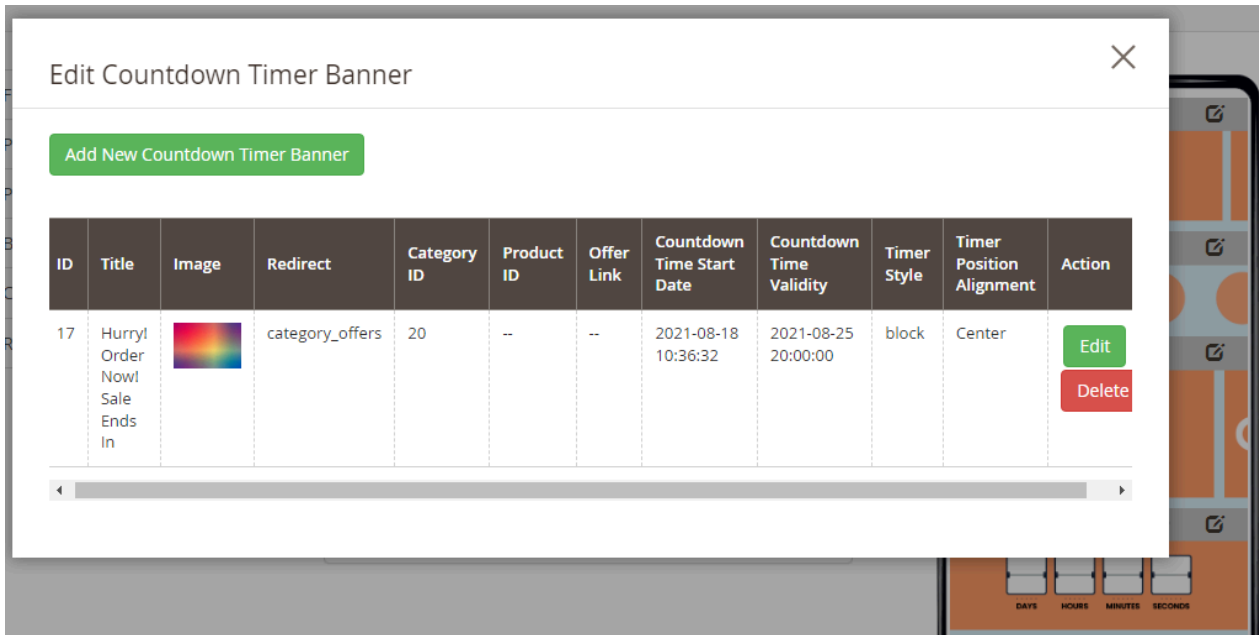 Edit Countdown Timer Banner
Add New Countdown Timer Banner
ID Title Image Redirect Category ID Product ID Offer Link Countdown Time Start Date Countdown Time Validity Timer Style Timer Position Alignment Action
17 Hurry! Order Now! Sale Ends In category_offers 20 -- -- 2021-08-18 10:36:32 2021-08-25 20:00:00 block Center Edit
Delete
DAYS HOURS MINUTES SECONDS